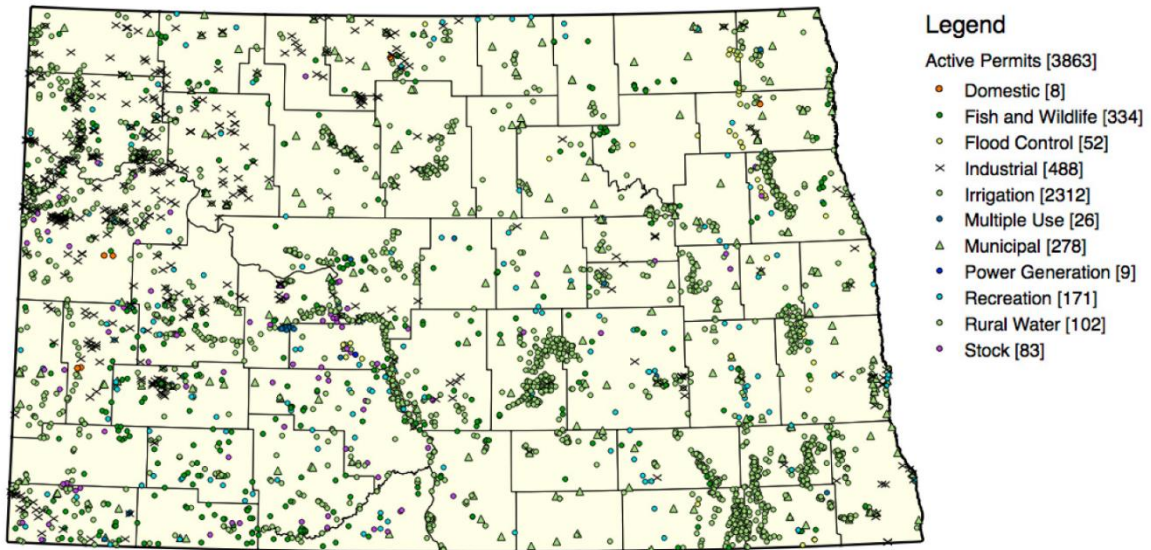 Legend
Active Permits [3863]
Domestic [8]
Fish and Wildlife [334]
Flood Control [52]
Industrial [488]
Irrigation [2312]
Multiple Use [26]
Municipal [278]
Power Generation [9]
Recreation [171]
Rural Water [102]
Stock [83]